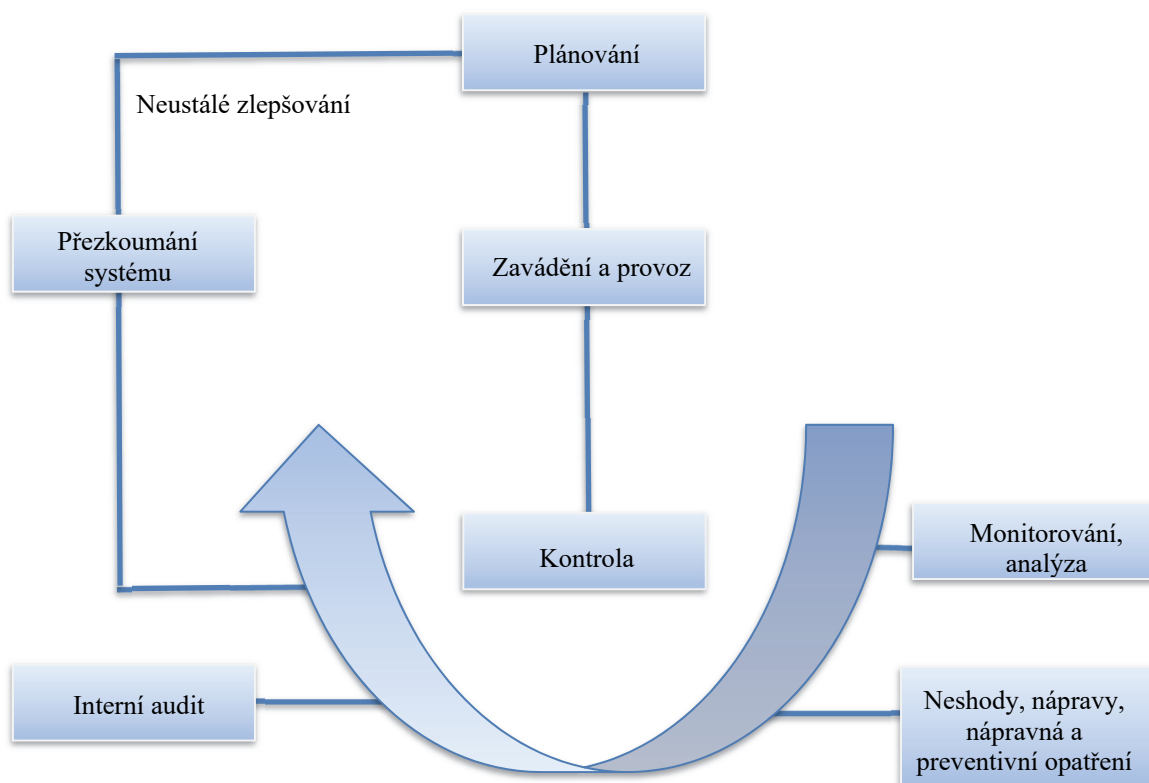 Plánování
Neustálé zlepšování
Přezkoumání
systému
Zavádění a provoz
Kontrola
Monitorování,
analýza
Interní audit
Neshody, nápravy,
nápravná a
preventivní opatření